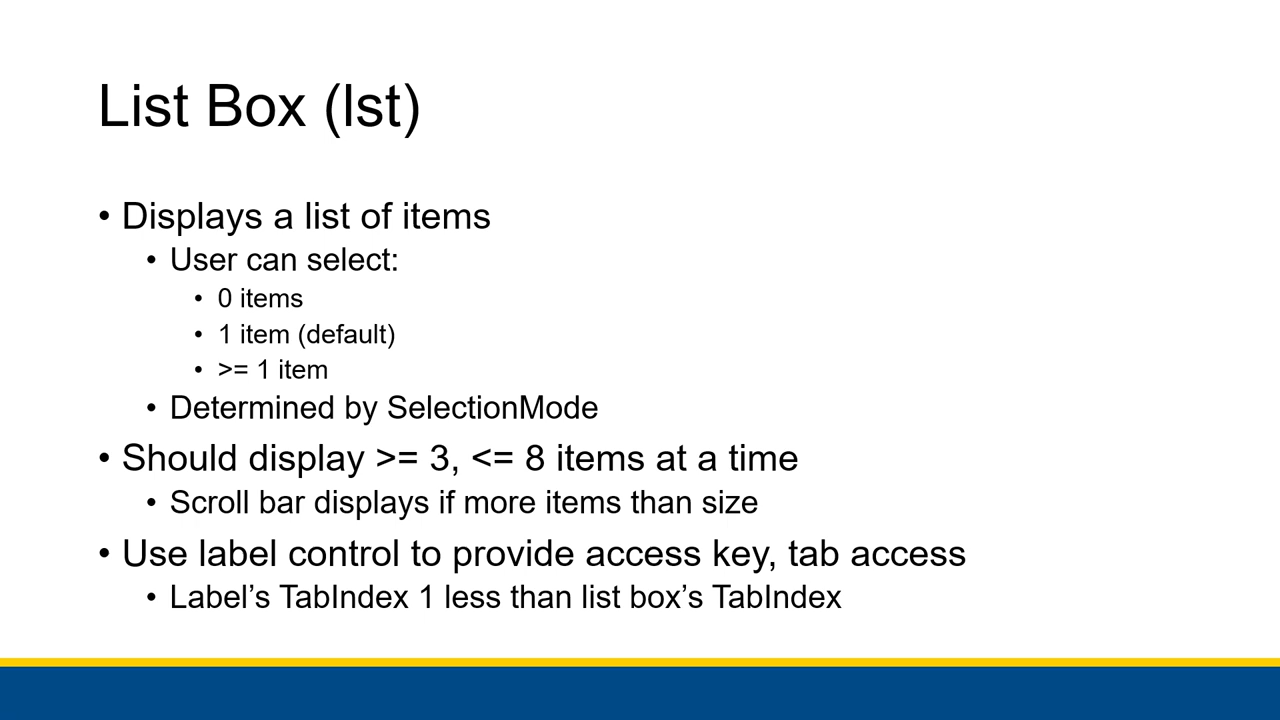 List Box (lst)
• Displays a list of items
• User can select:
• 0 items
• 1 item (default)
• >= 1 item
• Determined by SelectionMode
• Should display >= 3, <= 8 items at a time
• Scroll bar displays if more items than size
• Use label control to provide access key, tab access
• Label’s TabIndex 1 less than list box’s TabIndex